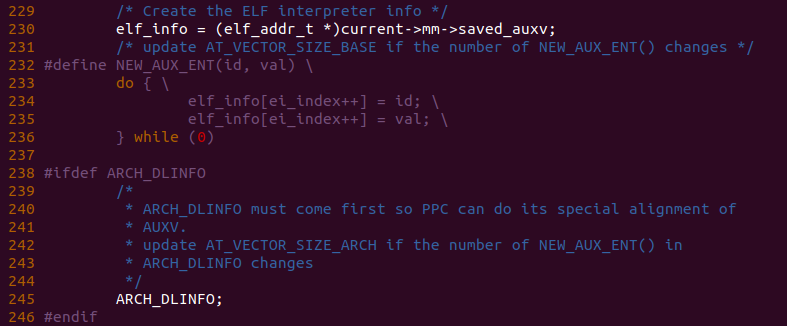 229         /* Create the ELF interpreter info */
230         elf_info = (elf_addr_t *)current->mm->saved_auxv;
231         /* update AT_VECTOR_SIZE_BASE if the number of NEW_AUX_ENT() changes */
232 #define NEW_AUX_ENT(id, val) \
233         do { \
234                 elf_info[ei_index++] = id; \
235                 elf_info[ei_index++] = val; \
236         } while (0)
237
238 #ifdef ARCH_DLINFO
239         /*
240          * ARCH_DLINFO must come first so PPC can do its special alignment of
241          * AUXV.
242          * update AT_VECTOR_SIZE_ARCH if the number of NEW_AUX_ENT() in
243          * ARCH_DLINFO changes
244          */
245         ARCH_DLINFO;
246 #endif